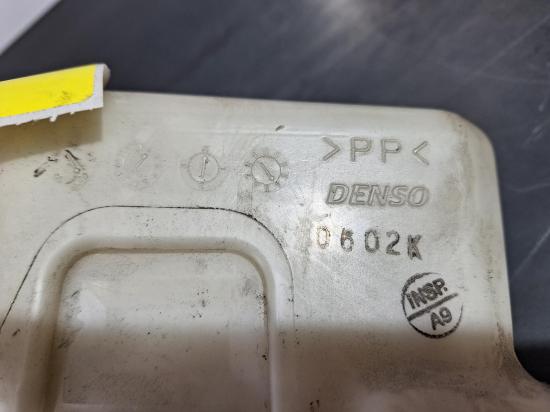 >PP<
DENSO
0602K
INSP.
A9